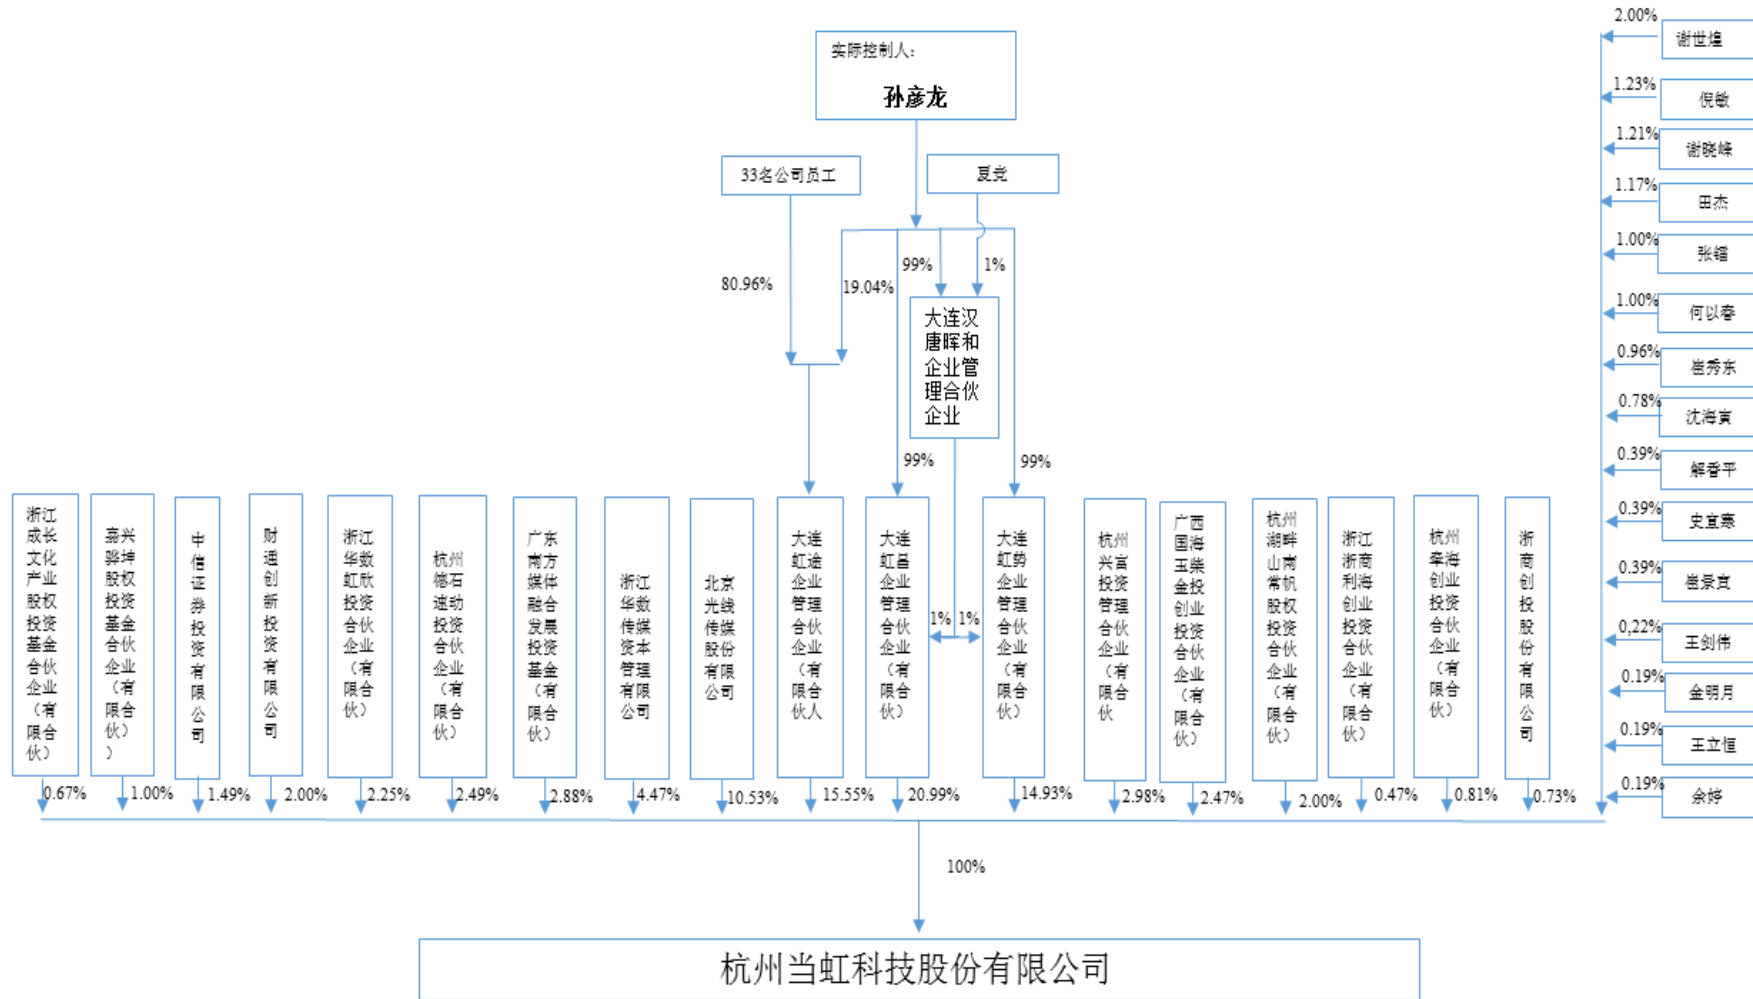 2.00%
谢世煌
1.23%
倪敏
1.21%
谢晓峰
1.17%
田杰
1.00%
张镭
1.00%
何以春
0.96%
崔秀东
0.78%
沈海寅
0.39%
解香平
0.39%
史宜寒
0.39%
崔景宜
0,22%
王剑伟
0.19%
金明月
0.19%
王立恒
0.19%
余婷
实际控制人：
孙彦龙
33名公司员工
夏尧
80.96%
19.04%
99%
1%
大连汉
唐晖和
企业管
理合伙
企业
99%
99%
1%
1%
浙江
成长
文化
产业
股权
投资
基金
合伙
企业
（有
限合
伙）
嘉兴
骅坤
股权
投资
基金
合伙
企业
（有
限合
伙）
）
中
信
证
券
投
资
有
限
公
司
财
通
创
新
投
资
有
限
公
司
浙江
华数
虹欣
投资
合伙
企业
（有
限合
伙）
杭州
德石
速动
投资
合伙
企业
（有
限合
伙）
广东
南方
媒体
融合
发展
投资
基金
（有
限合
伙）
浙江
华数
传媒
资本
管理
有限
公司
北京
光线
传媒
股份
有限
公司
大连
虹途
企业
管理
合伙
企业
（有
限合
伙人
大连
虹昌
企业
管理
合伙
企业
（有
限合
伙）
大连
虹势
企业
管理
合伙
企业
（有
限合
伙）
杭州
兴富
投资
管理
合伙
企业
（有
限合
伙
广西
国海
玉柴
金投
创业
投资
合伙
企业
（有
限合
伙）
杭州
湖畔
山南
常帆
股权
投资
合伙
企业
（有
限合
伙）
浙江
浙商
利海
创业
投资
合伙
企业
（有
限合
伙）
杭州
牵海
创业
投资
合伙
企业
（有
限合
伙）
浙
商
创
投
股
份
有
限
公
司
0.67%
1.00%
1.49%
2.00%
2.25%
2.49%
2.88%
4.47%
10.53%
15.55%
20.99%
14.93%
2.98%
2.47%
2.00%
0.47%
0.81%
0.73%
100%
杭州当虹科技股份有限公司